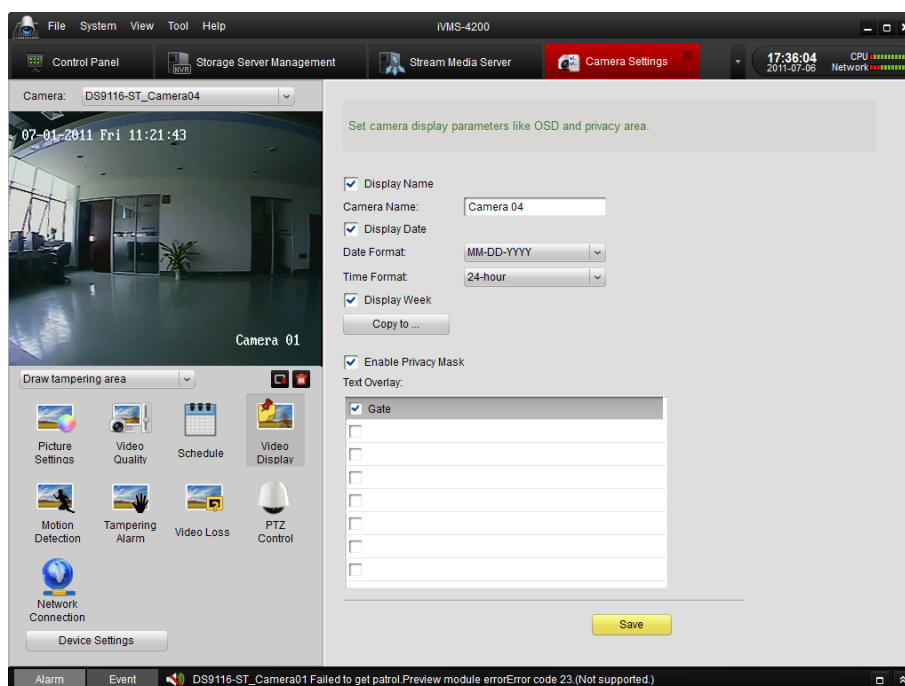 File System View Tool Help iVMS-4200
Control Panel NVR Storage Server Management Stream Media Server Camera Settings 17:36:04 CPU
2011-07-06 Network
Camera: DS9116-ST_Camera04
07-01-2011 Fri 11:21:43
Camera 01
Draw tampering area
Picture Settings
Video Quality
Schedule
Video Display
Motion Detection
Tampering Alarm
Video Loss
PTZ Control
Network Connection
Device Settings
Set camera display parameters like OSD and privacy area.
Display Name
Camera Name: Camera 04
Display Date
Date Format: MM-DD-YYYY
Time Format: 24-hour
Display Week
Copy to ...
Enable Privacy Mask
Text Overlay:
Gate
Save
Alarm Event DS9116-ST_Camera01 Failed to get patrol.Preview module errorError code 23.(Not supported.)